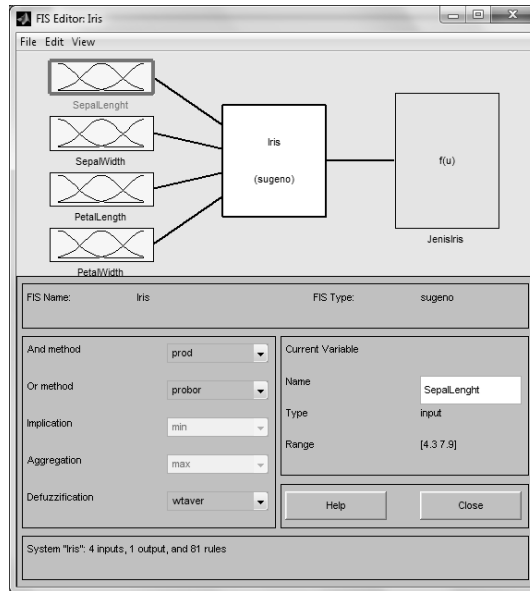 FIS Editor: Iris
File Edit View
SepalLenght
SepalWidth
PetalLength
PetalWidth
Iris
(sugeno)
f(u)
JenisIris
FIS Name: Iris FIS Type: sugeno
And method prod
Or method probor
Implication min
Aggregation max
Defuzzification wtaver
Current Variable
Name SepalLenght
Type input
Range [4.3 7.9]
Help Close
System "Iris": 4 inputs, 1 output, and 81 rules